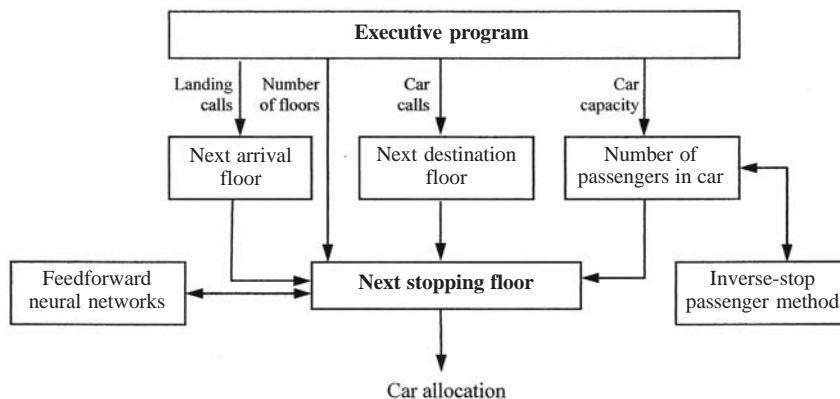 Executive program
Landing
calls
Number
of floors
Car
calls
Car
capacity
Next arrival
floor
Next destination
floor
Number of
passengers in car
Feedforward
neural networks
Next stopping floor
Inverse-stop
passenger method
Car allocation